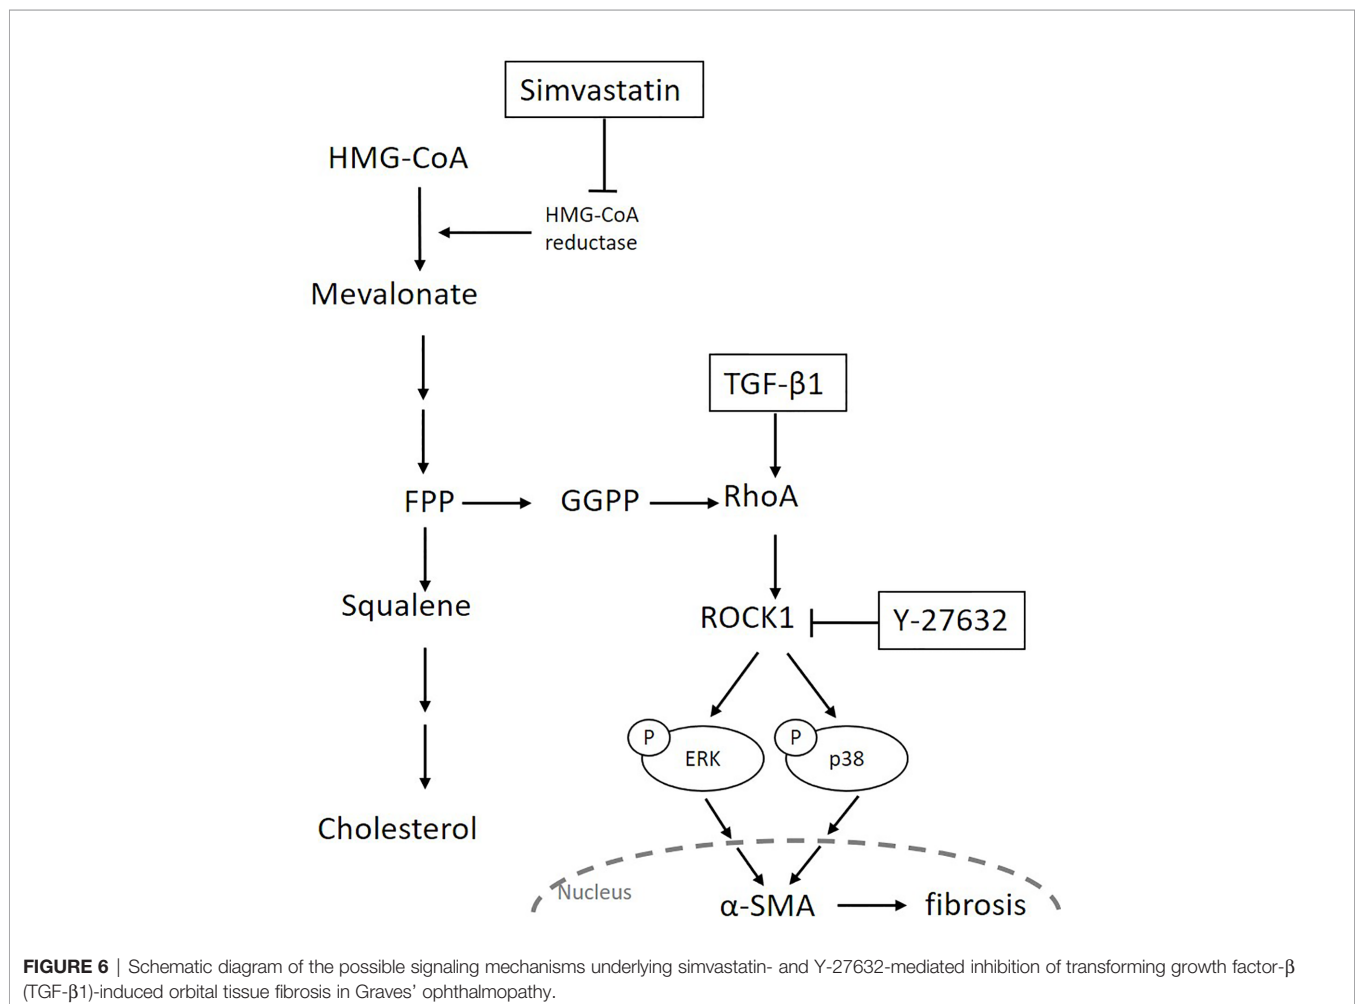 Simvastatin
HMG-CoA
HMG-CoA
reductase
Mevalonate
TGF-β1
FPP
GGPP
RhoA
Squalene
ROCK1
Y-27632
P
ERK
P
p38
Cholesterol
Nucleus
α-SMA
fibrosis
FIGURE 6 | Schematic diagram of the possible signaling mechanisms underlying simvastatin- and Y-27632-mediated inhibition of transforming growth factor-β
(TGF-β1)-induced orbital tissue fibrosis in Graves’ ophthalmopathy.